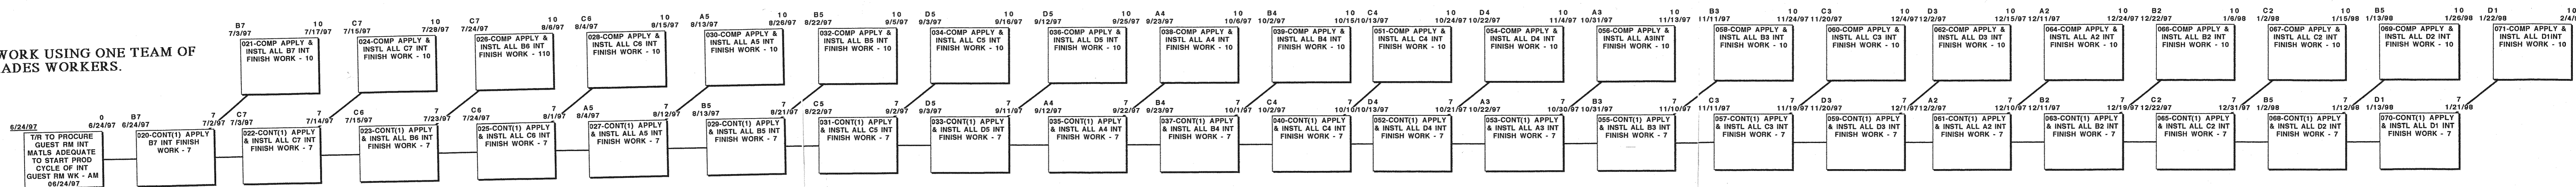 WORK USING ONE TEAM OF
ADES WORKERS.
B7 10
7/3/97 7/17/97
021-COMP APPLY &
INSTL ALL B7 INT
FINISH WORK - 10
C7 10
7/15/97 7/28/97
024-COMP APPLY &
INSTL ALL C7 INT
FINISH WORK - 10
C7 10
7/24/97 8/6/97
026-COMP APPLY &
INSTL ALL B6 INT
FINISH WORK - 110
C6 10
8/4/97 8/15/97
028-COMP APPLY &
INSTL ALL C6 INT
FINISH WORK - 10
A5 10
8/13/97 8/26/97
030-COMP APPLY &
INSTL ALL A5 INT
FINISH WORK - 10
B5 10
8/22/97 9/5/97
032-COMP APPLY &
INSTL ALL B5 INT
FINISH WORK - 10
D5 10
9/3/97 9/16/97
034-COMP APPLY &
INSTL ALL C5 INT
FINISH WORK - 10
D5 10
9/12/97 9/25/97
036-COMP APPLY &
INSTL ALL D5 INT
FINISH WORK - 10
A4 10
9/23/97 10/6/97
038-COMP APPLY &
INSTL ALL A4 INT
FINISH WORK - 10
B4 10
10/2/97 10/15/97
039-COMP APPLY &
INSTL ALL B4 INT
FINISH WORK - 10
C4 10
10/13/97 10/24/97
051-COMP APPLY &
INSTL ALL C4 INT
FINISH WORK - 10
D4 10
10/22/97 11/4/97
054-COMP APPLY &
INSTL ALL D4 INT
FINISH WORK - 10
A3 10
10/31/97 11/13/97
056-COMP APPLY &
INSTL ALL A3INT
FINISH WORK - 10
B3 10
11/11/97 11/24/97
058-COMP APPLY &
INSTL ALL B3 INT
FINISH WORK - 10
C3 10
11/20/97 12/4/97
060-COMP APPLY &
INSTL ALL C3 INT
FINISH WORK - 10
D3 10
12/2/97 12/15/97
062-COMP APPLY &
INSTL ALL D3 INT
FINISH WORK - 10
A2 10
12/11/97 12/24/97
064-COMP APPLY &
INSTL ALL A2 INT
FINISH WORK - 10
B2 10
12/22/97 1/6/98
066-COMP APPLY &
INSTL ALL B2 INT
FINISH WORK - 10
C2 10
1/2/98 1/15/98
067-COMP APPLY &
INSTL ALL C2 INT
FINISH WORK - 10
B5 10
1/13/98 1/26/98
069-COMP APPLY &
INSTL ALL D2 INT
FINISH WORK - 10
D1 10
1/22/98 2/4/
071-COMP APPLY &
INSTL ALL D1INT
FINISH WORK - 10
0
6/24/97 6/24/97
T/R TO PROCURE
GUEST RM INT
MATLS ADEQUATE
TO START PROD
CYCLE OF INT
GUEST RM WK - AM
06/24/97
B7 7
6/24/97 7/2/97
020-CONT(1) APPLY
B7 INT FINISH
WORK - 7
C7 7
7/3/97 7/14/97
022-CONT(1) APPLY
& INSTL ALL C7 INT
FINISH WORK - 7
C6 7
7/15/97 7/23/97
023-CONT(1) APPLY
& INSTL ALL B6 INT
FINISH WORK - 7
C6 7
7/24/97 8/1/97
025-CONT(1) APPLY
& INSTL ALL C6 INT
FINISH WORK - 7
A5 7
8/4/97 8/12/97
027-CONT(1) APPLY
& INSTL ALL A5 INT
FINISH WORK - 7
B5 7
8/13/97 8/21/97
029-CONT(1) APPLY
& INSTL ALL B5 INT
FINISH WORK - 7
C5 7
8/22/97 9/2/97
031-CONT(1) APPLY
& INSTL ALL C5 INT
FINISH WORK - 7
D5 7
9/3/97 9/11/97
033-CONT(1) APPLY
& INSTL ALL D5 INT
FINISH WORK - 7
A4 7
9/12/97 9/22/97
035-CONT(1) APPLY
& INSTL ALL A4 INT
FINISH WORK - 7
B4 7
9/23/97 10/1/97
037-CONT(1) APPLY
& INSTL ALL B4 INT
FINISH WORK - 7
C4 7
10/2/97 10/10/97
040-CONT(1) APPLY
& INSTL ALL C4 INT
FINISH WORK - 7
D4 7
10/13/97 10/21/97
052-CONT(1) APPLY
& INSTL ALL D4 INT
FINISH WORK - 7
A3 7
10/22/97 10/30/97
053-CONT(1) APPLY
& INSTL ALL A3 INT
FINISH WORK - 7
B3 7
10/31/97 11/10/97
055-CONT(1) APPLY
& INSTL ALL B3 INT
FINISH WORK - 7
C3 7
11/11/97 11/19/97
057-CONT(1) APPLY
& INSTL ALL C3 INT
FINISH WORK - 7
D3 7
11/20/97 12/1/97
059-CONT(1) APPLY
& INSTL ALL D3 INT
FINISH WORK - 7
A2 7
12/2/97 12/10/97
061-CONT(1) APPLY
& INSTL ALL A2 INT
FINISH WORK - 7
B2 7
12/11/97 12/19/97
063-CONT(1) APPLY
& INSTL ALL B2 INT
FINISH WORK - 7
C2 7
12/22/97 12/31/97
065-CONT(1) APPLY
& INSTL ALL C2 INT
FINISH WORK - 7
B5 7
1/2/98 1/12/98
068-CONT(1) APPLY
& INSTL ALL D2 INT
FINISH WORK - 7
D1 7
1/13/98 1/21/98
070-CONT(1) APPLY
& INSTL ALL D1 INT
FINISH WORK - 7